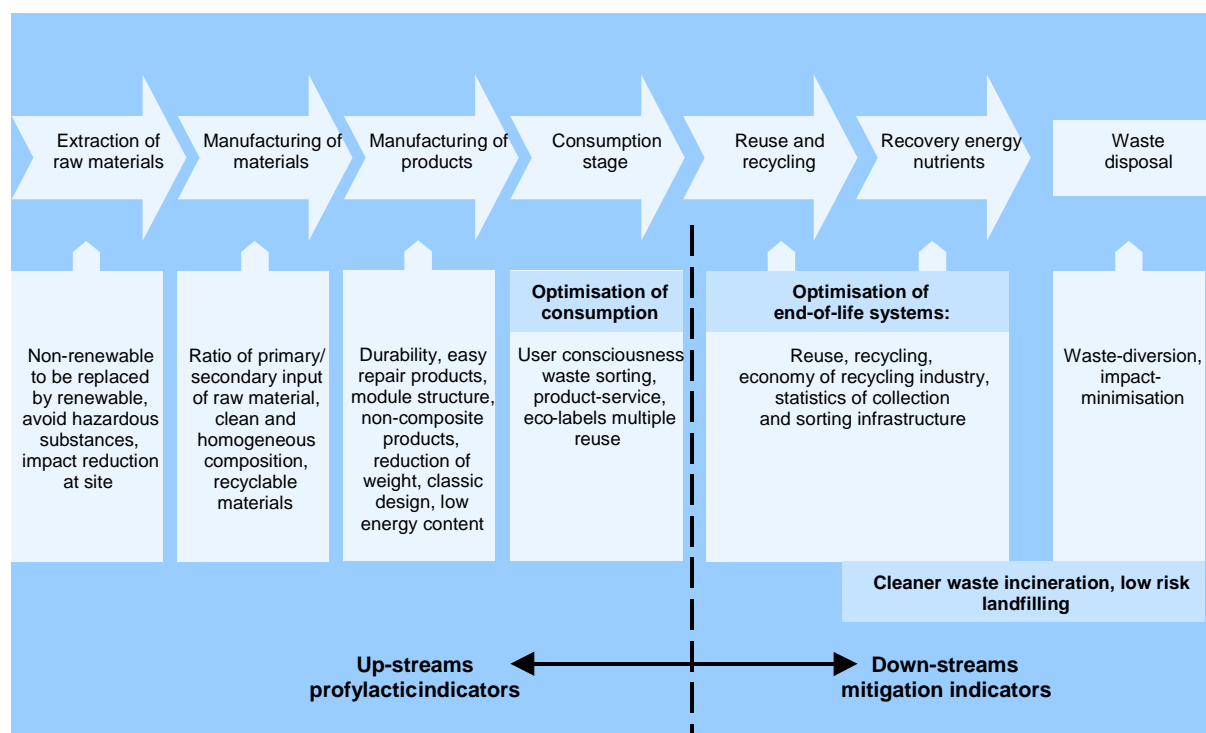 Extraction of
raw materials
Manufacturing of
materials
Manufacturing of
products
Consumption
stage
Reuse and
recycling
Recovery energy
nutrients
Waste
disposal
Non-renewable
to be replaced
by renewable,
avoid hazardous
substances,
impact reduction
at site
Ratio of primary/
secondary input
of raw material,
clean and
homogeneous
composition,
recyclable
materials
Durability, easy
repair products,
module structure,
non-composite
products,
reduction of
weight, classic
design, low
energy content
Optimisation of
consumption
User consciousness
waste sorting,
product-service,
eco-labels multiple
reuse
Optimisation of
end-of-life systems:
Reuse, recycling,
economy of recycling industry,
statistics of collection
and sorting infrastructure
Waste-diversion,
impact-
minimisation
Cleaner waste incineration, low risk
landfilling
Up-streams
profylacticindicators
Down-streams
mitigation indicators